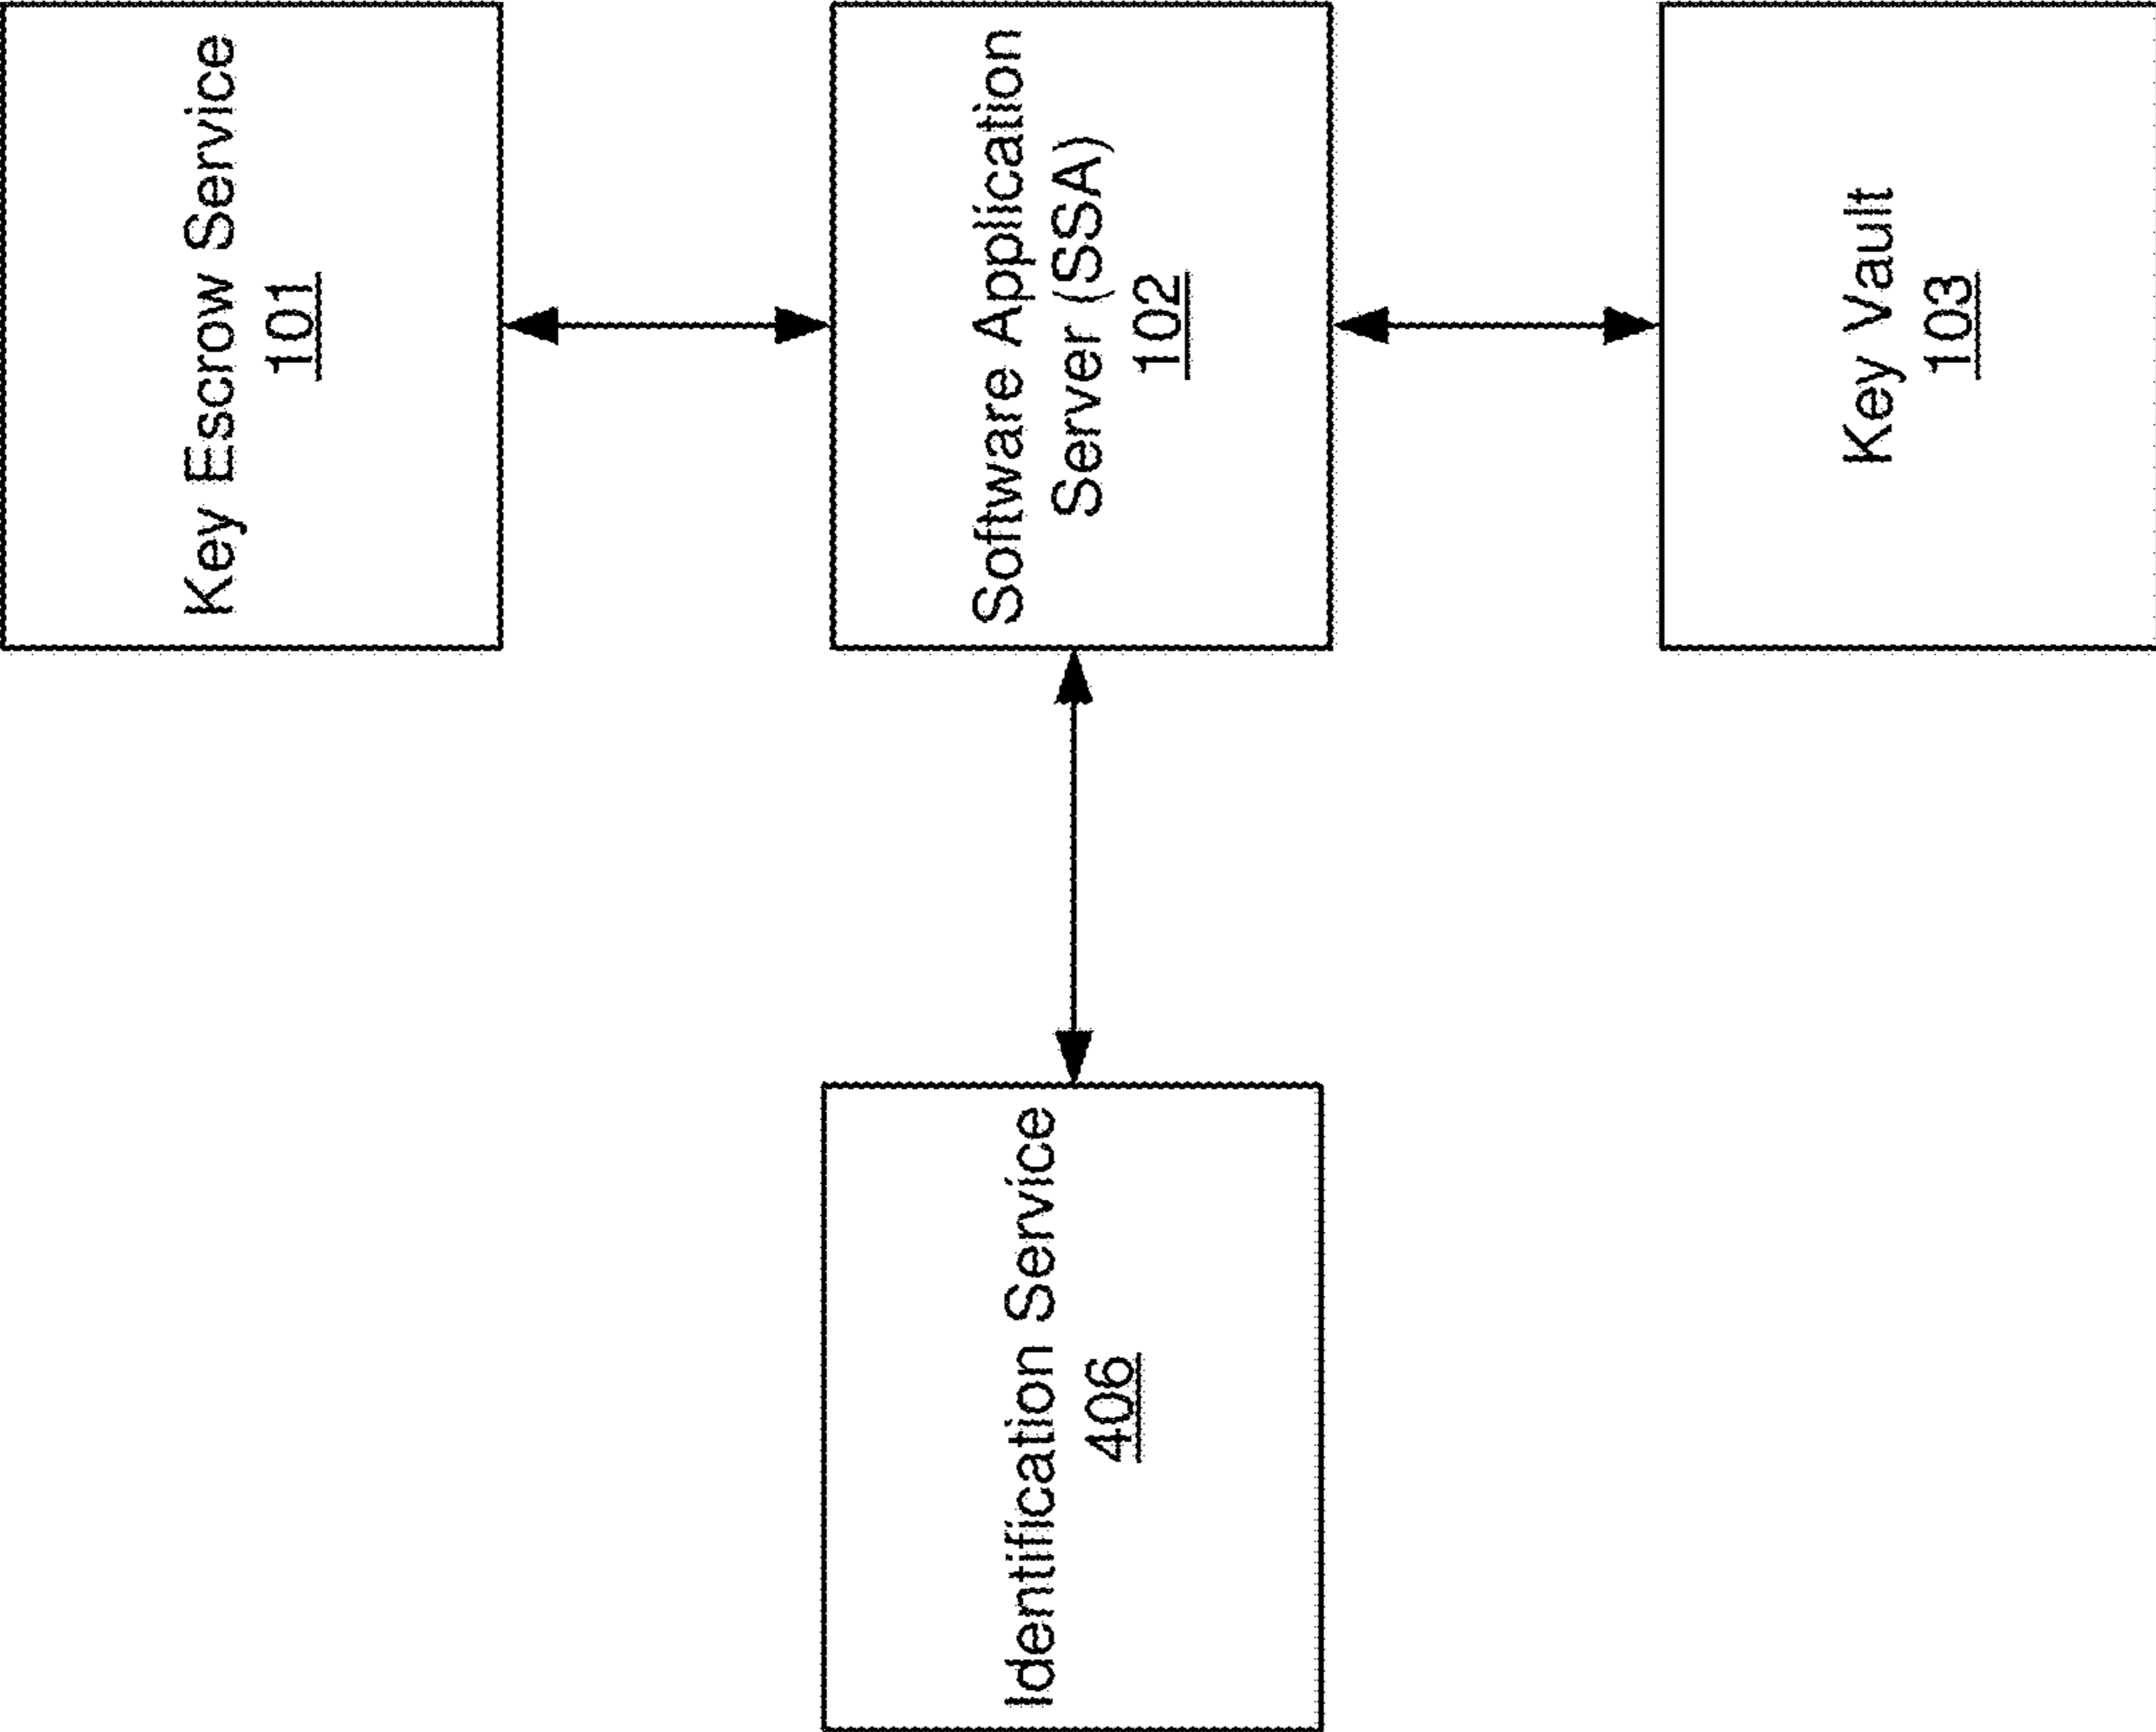 Key Escrow Service
101
Software Application
Server (SSA)
102
Key Vault
103
Identification Service
406